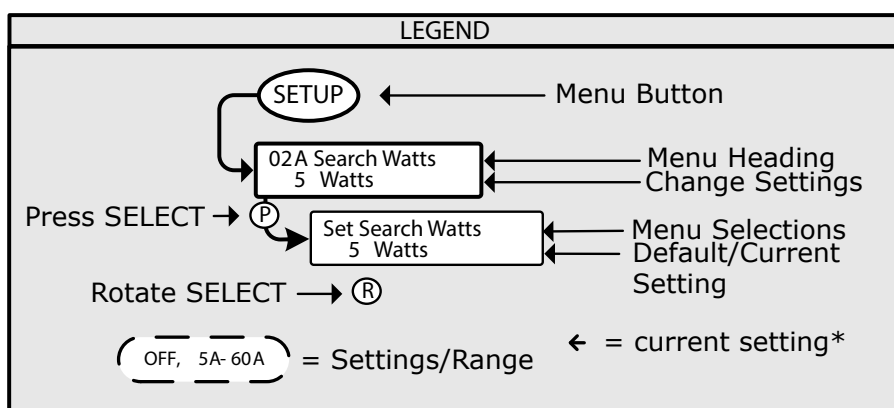 LEGEND
SETUP
Menu Button
02A Search Watts
5 Watts
Menu Heading
Change Settings
Press SELECT → Ⓟ
Set Search Watts
5 Watts
Menu Selections
Default/Current
Setting
Rotate SELECT → Ⓡ
OFF, 5A-60A = Settings/Range
← = current setting*